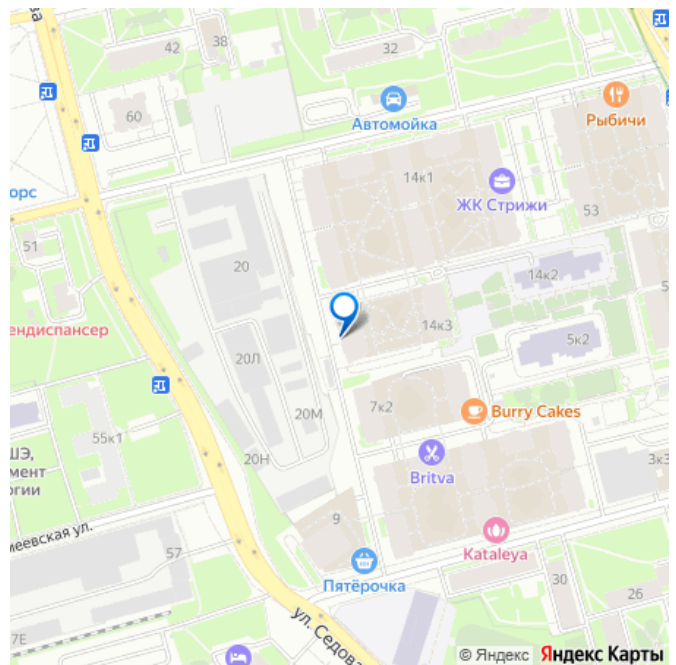 ова
42
38
32
60
Автомойка
Рыбичи
14к1
ЖК Стрижи
53
орс
51
20
14к2
14к3
ендиспансер
5к2
20Л
7к2
20М
Burry Cakes
55к1
ШЭ,
мент
огии
20Н
Britva
3к3
9
меевская ул.
57
Kataleya
Пятёрочка
30
26
7Е
ул. Седова
© Яндекс
Яндекс Карты